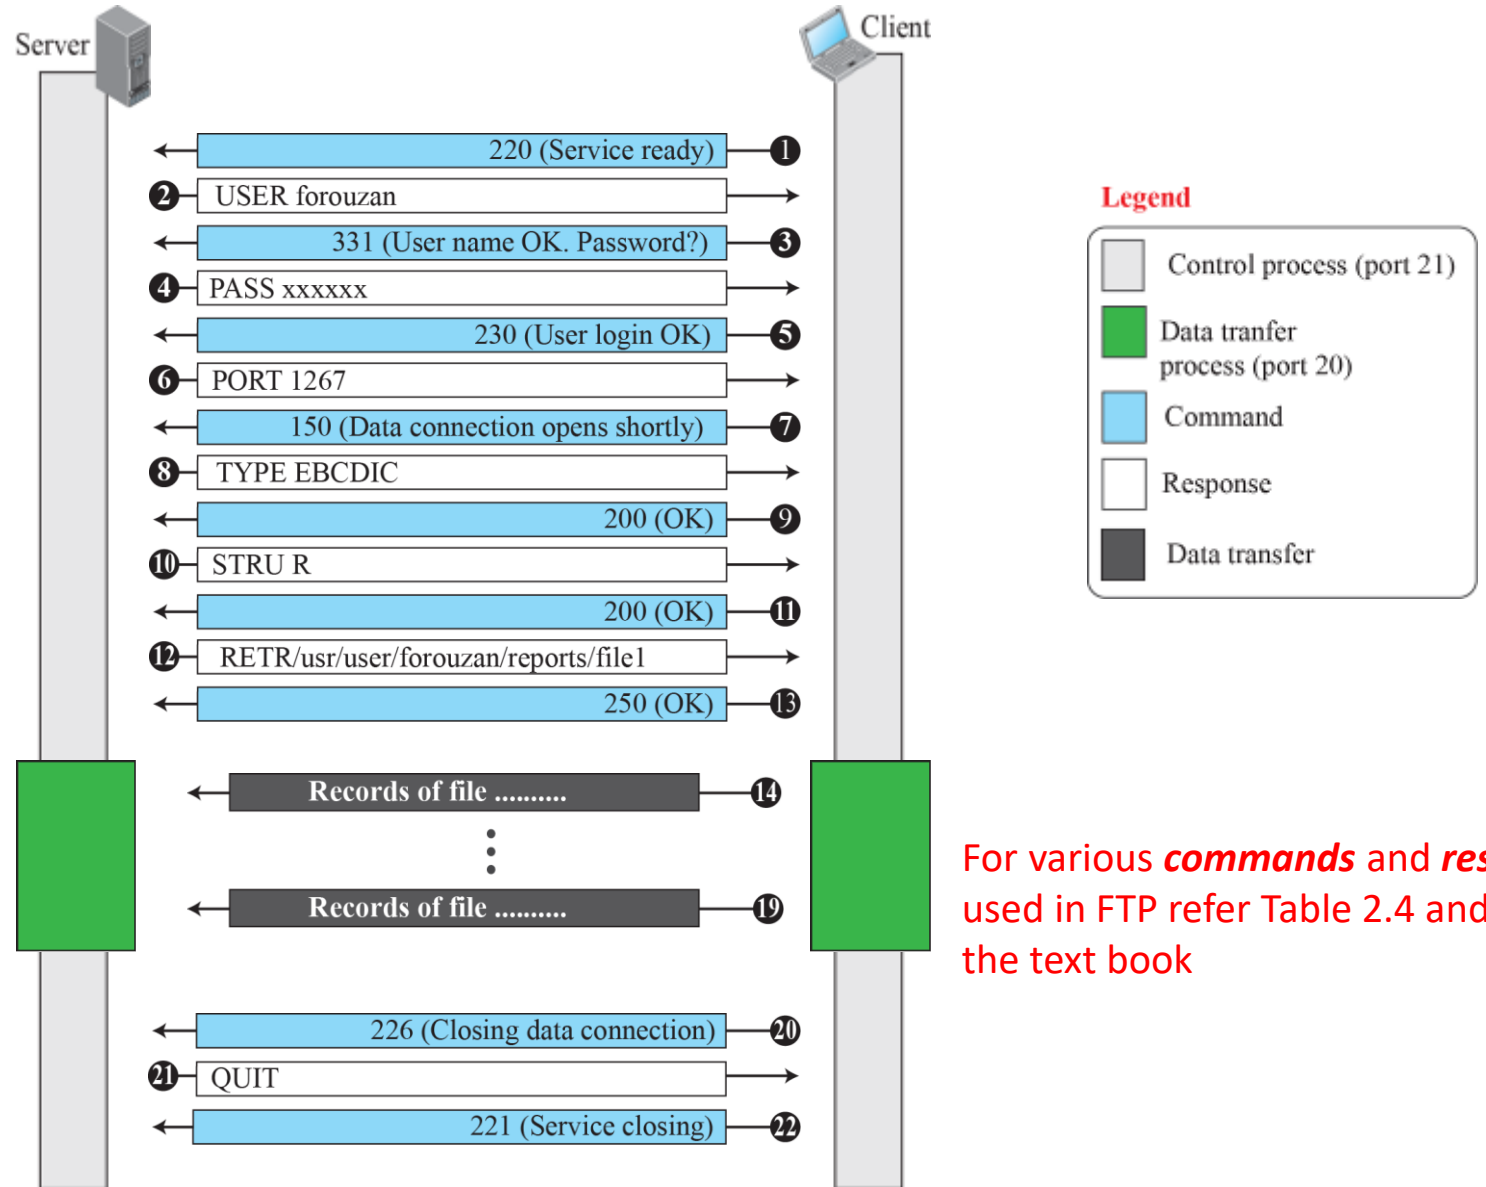 Server
Client
220 (Service ready)
1
2
USER forouzan
331 (User name OK. Password?)
3
4
PASS xxxxxx
230 (User login OK)
5
6
PORT 1267
150 (Data connection opens shortly)
7
8
TYPE EBCDIC
200 (OK)
9
10
STRU R
200 (OK)
11
12
RETR/usr/user/forouzan/reports/file1
250 (OK)
13
Records of file ..........
14
Records of file ..........
19
226 (Closing data connection)
20
21
QUIT
221 (Service closing)
22
Legend
Control process (port 21)
Data tranfer
process (port 20)
Command
Response
Data transfer
For various commands and
used in FTP refer Table 2.4 and
the text book